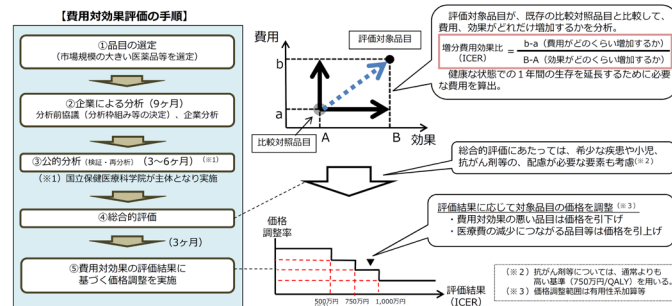 【費用対効果評価の手順】
①品目の選定
(市場規模の大きい医薬品等を選定)
②企業による分析(9ヶ月)
分析前協議(分析枠組み等の決定)、企業分析
③公的分析(検証・再分析)(3~6ヶ月)(※1)
(※1)国立保健医療科学院が主体となり実施
④総合的評価
(3ヶ月)
⑤費用対効果の評価結果に
基づく価格調整を実施
費用
b
a
評価対象品目
比較対照品目
A
B
効果
評価対象品目が、既存の比較対照品目と比較して、
費用、効果がどれだけ増加するかを分析。
増分費用効果比
(ICER)
=
b-a(費用がどのくらい増加するか)
B-A(効果がどのくらい増加するか)
健康な状態での1年間の生存を延長するために必要
な費用を算出。
総合的評価にあたっては、希少な疾患や小児、
抗がん剤等の、配慮が必要な要素も考慮(※2)
評価結果に応じて対象品目の価格を調整(※3)
・費用対効果の悪い品目は価格を引下げ
・医療費の減少につながる品目等は価格を引上げ
価格
調整率
500万円
750万円
1,000万円
評価結果
(ICER)
(※2)抗がん剤等については、通常よりも
高い基準(750万円/QALY)を用いる。
(※3)価格調整範囲は有用性系加算等